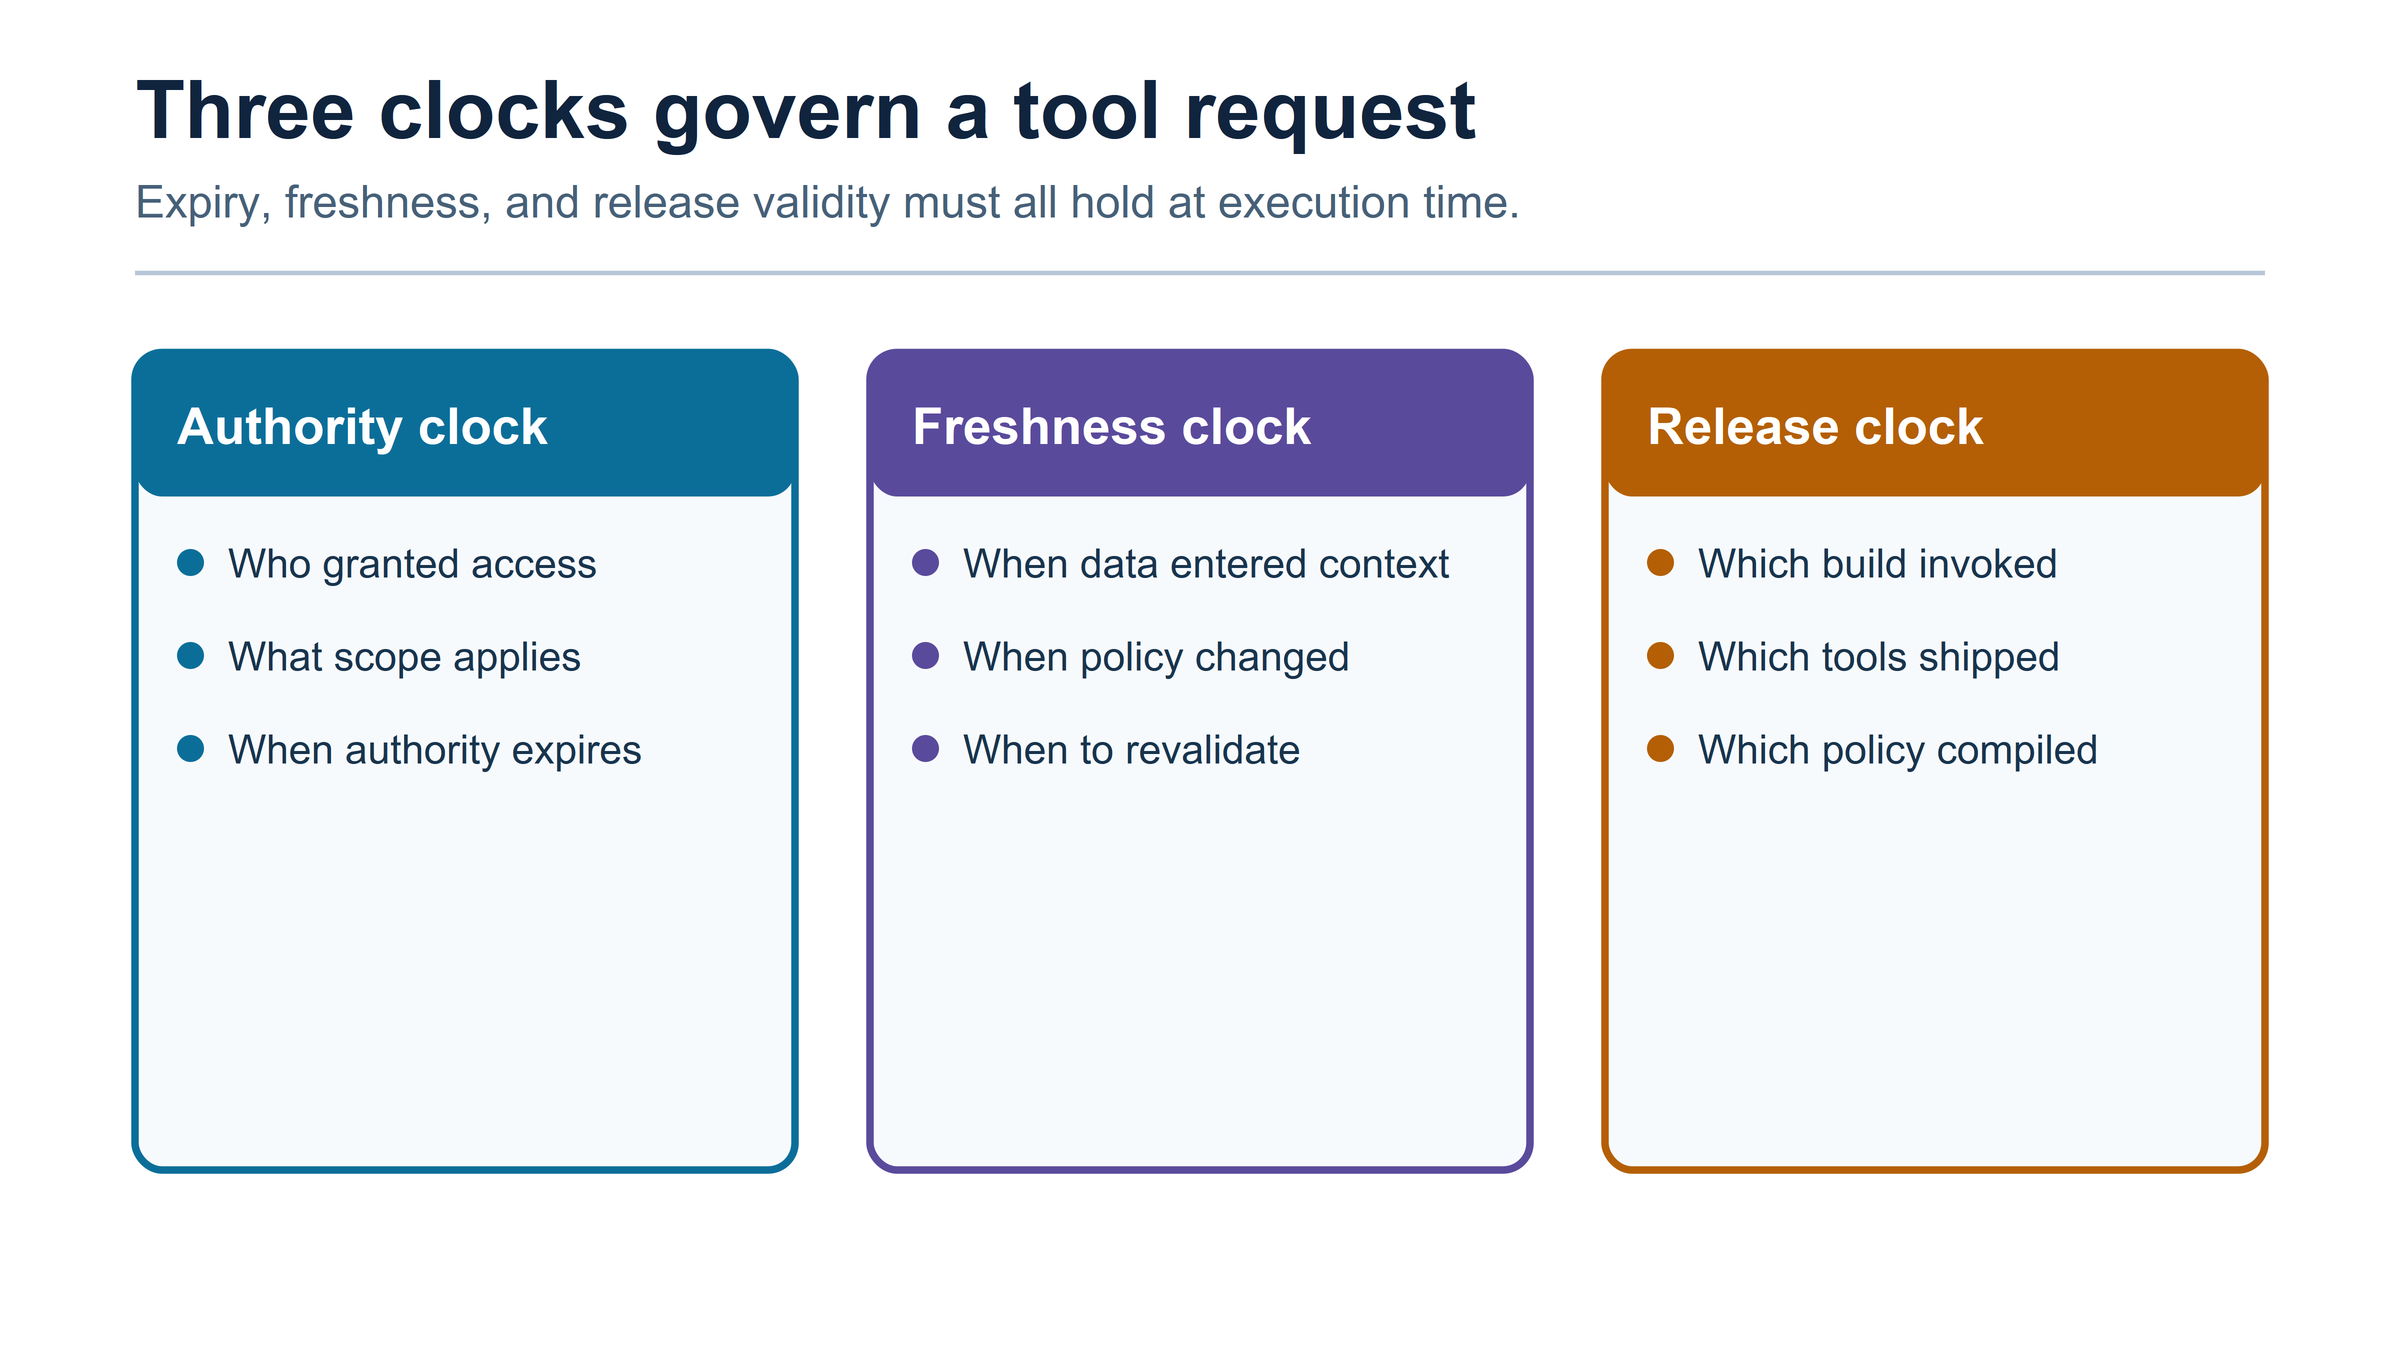 Three clocks govern a tool request
Expiry, freshness, and release validity must all hold at execution time.
Authority clock
Who granted access
What scope applies
When authority expires
Freshness clock
When data entered context
When policy changed
When to revalidate
Release clock
Which build invoked
Which tools shipped
Which policy compiled